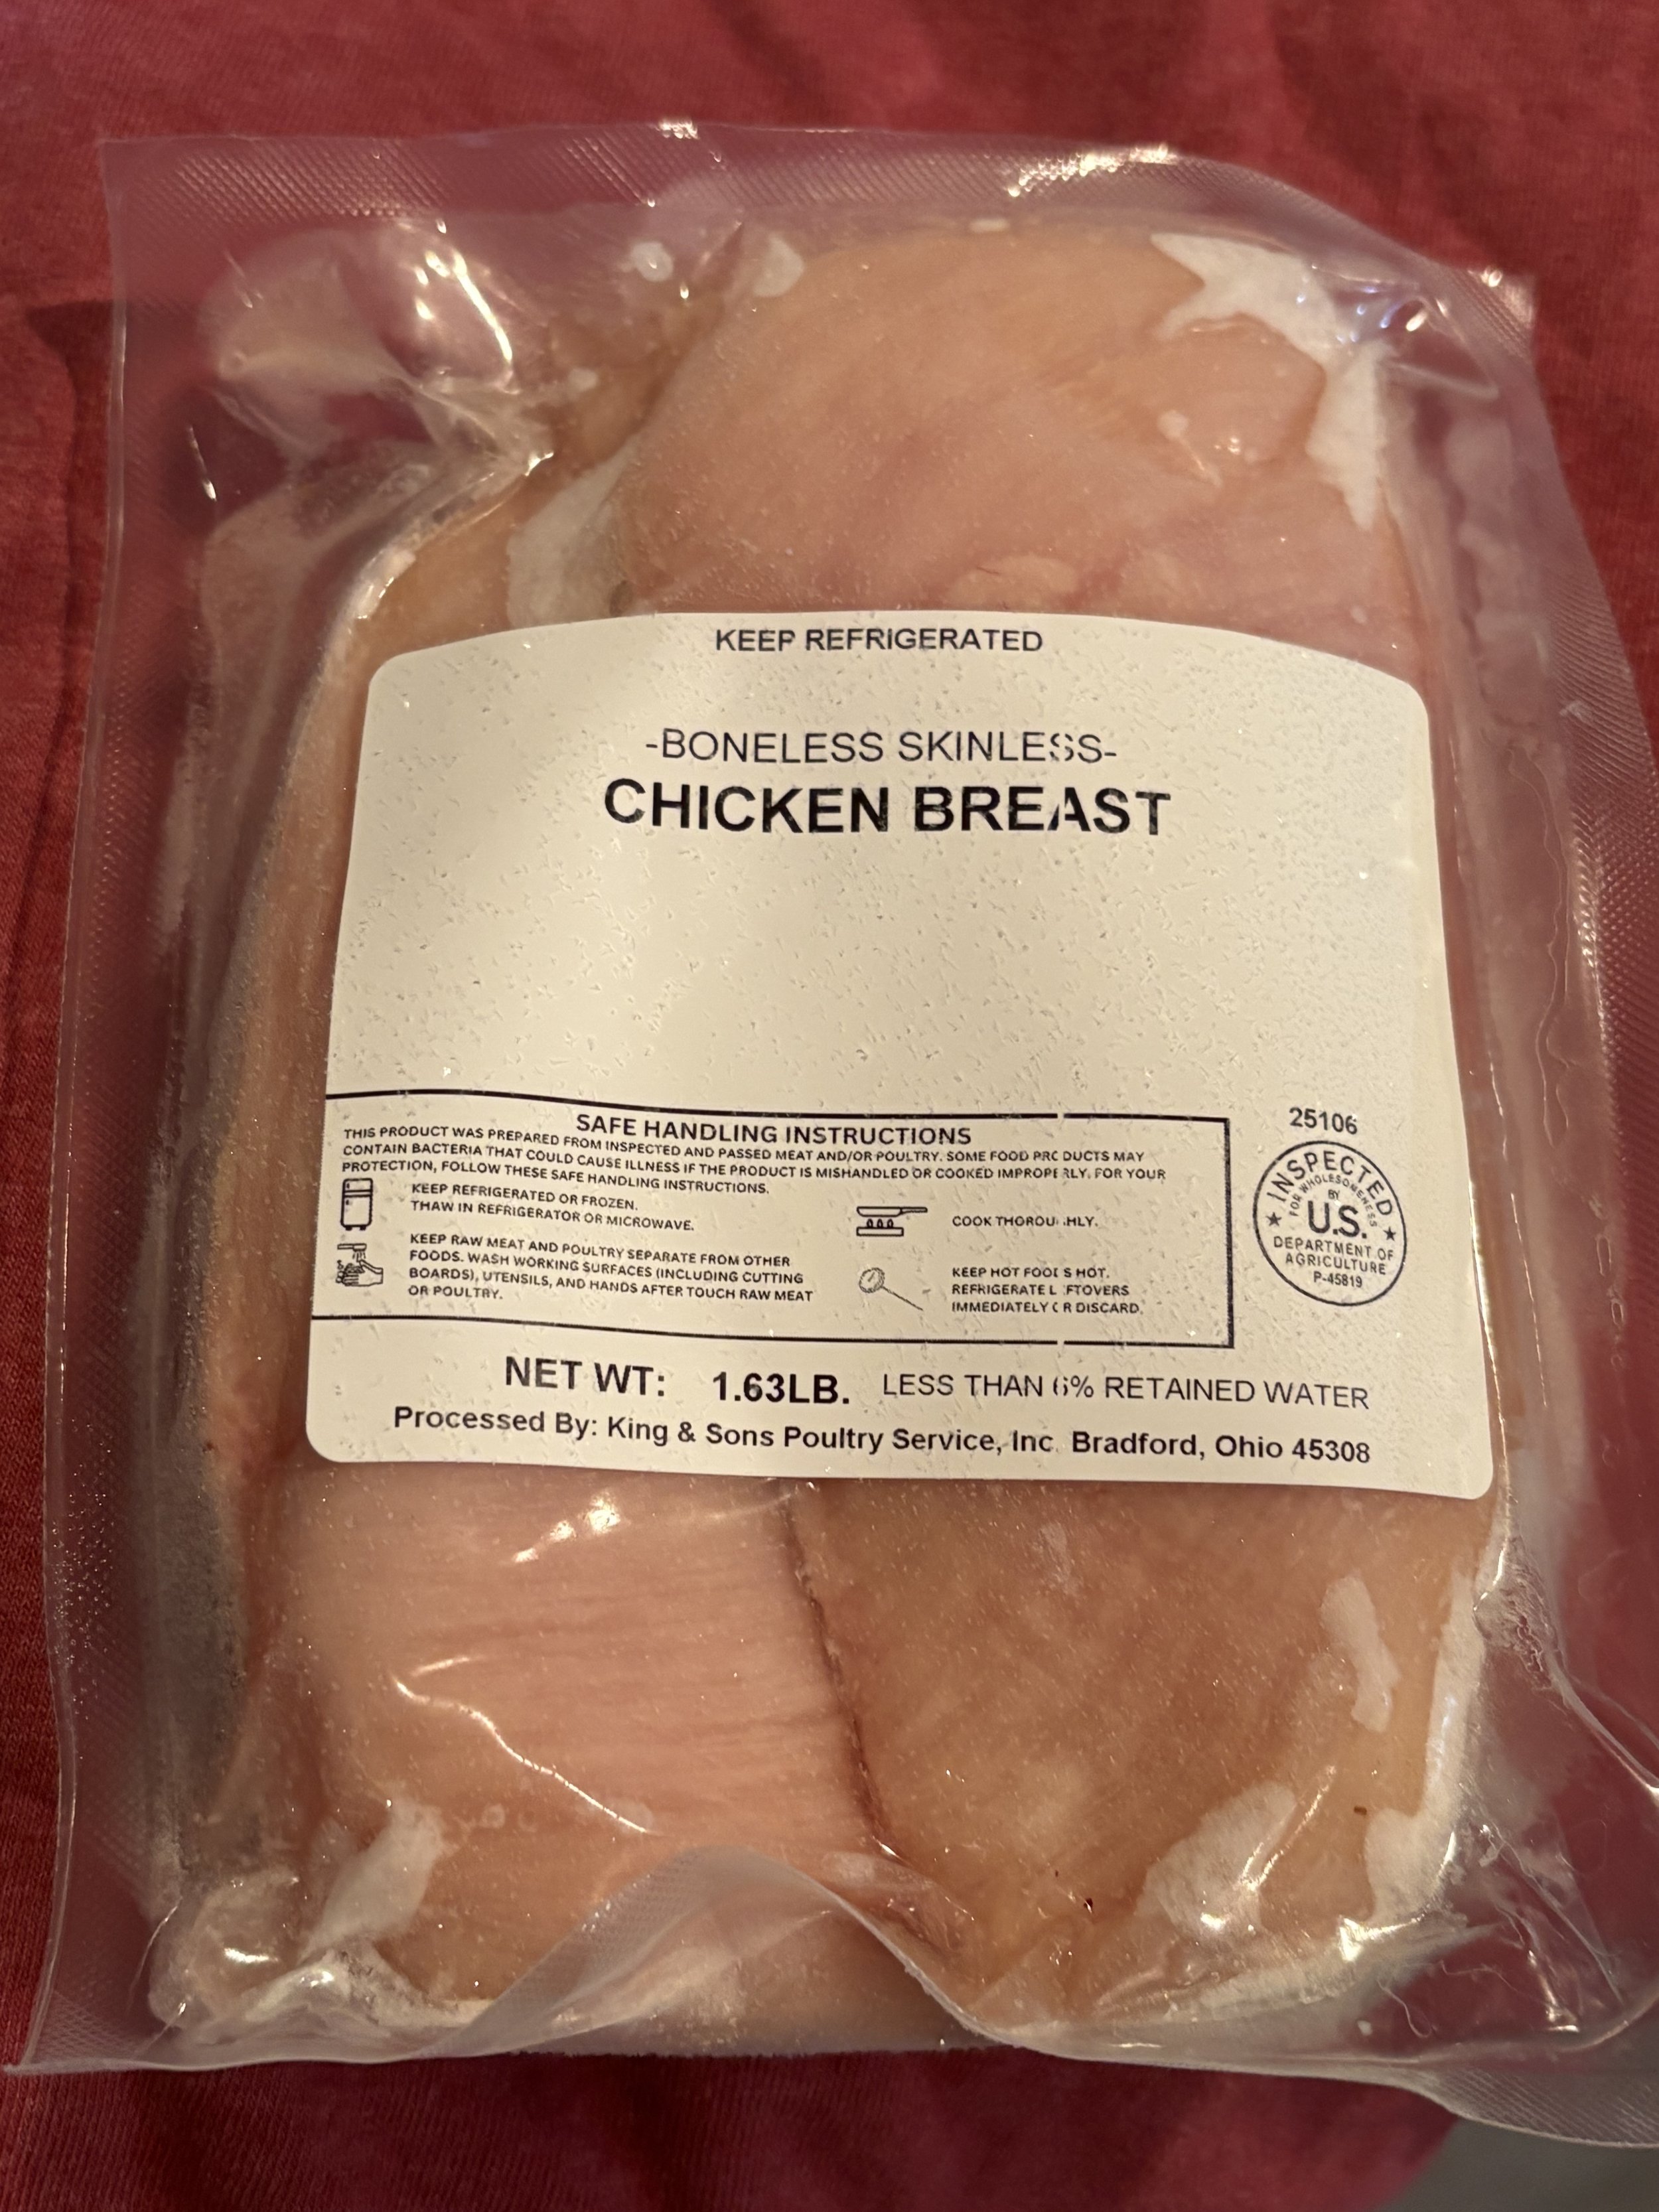 KEEP REFRIGERATED
-BONELESS SKINLESS-
CHICKEN BREAST
SAFE HANDLING INSTRUCTIONS
THIS PRODUCT WAS PREPARED FROM INSPECTED AND PASSED MEAT AND/OR POULTRY. SOME FOOD PRODUCTS MAY
CONTAIN BACTERIA THAT COULD CAUSE ILLNESS IF THE PRODUCT IS MISHANDLED OR COOKED IMPROPERLY. FOR YOUR
PROTECTION, FOLLOW THESE SAFE HANDLING INSTRUCTIONS.
KEEP REFRIGERATED OR FROZEN.
THAW IN REFRIGERATOR OR MICROWAVE.
KEEP RAW MEAT AND POULTRY SEPARATE FROM OTHER
FOODS. WASH WORKING SURFACES (INCLUDING CUTTING
BOARDS), UTENSILS, AND HANDS AFTER TOUCH RAW MEAT
OR POULTRY.
COOK THOROUGHLY.
KEEP HOT FOODS HOT.
REFRIGERATE LEFTOVERS
IMMEDIATELY OR DISCARD.
25106
INSPECTED
FOR WHOLESOMENESS
BY
U.S.
DEPARTMENT OF
AGRICULTURE
P-45819
NET WT: 1.63LB. LESS THAN 6% RETAINED WATER
Processed By: King & Sons Poultry Service, Inc. Bradford, Ohio 45308